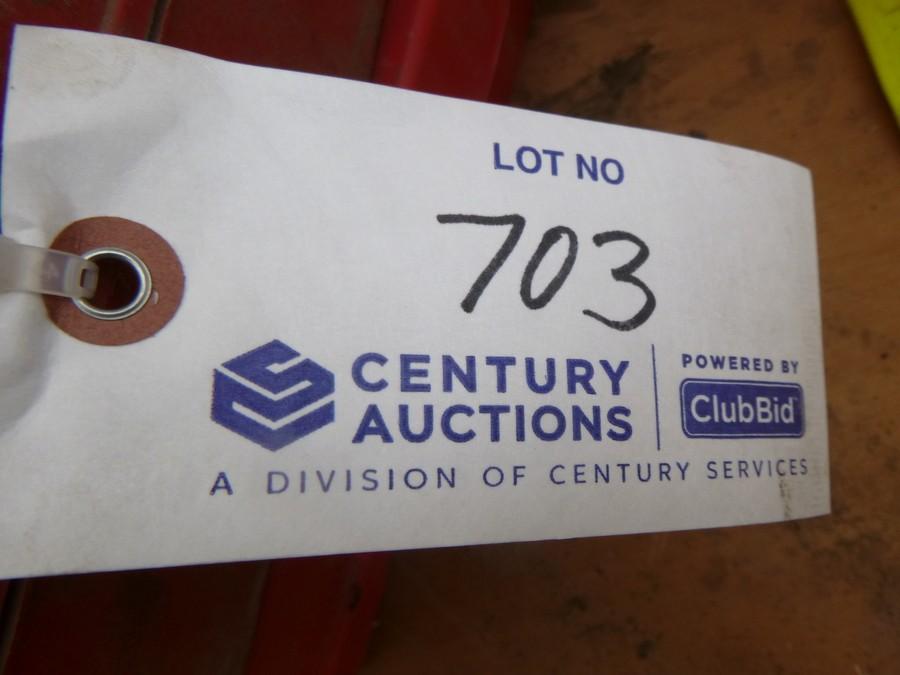 LOT NO
703
CENTURY
AUCTIONS
POWERED BY
ClubBid
A DIVISION OF CENTURY SERVICES